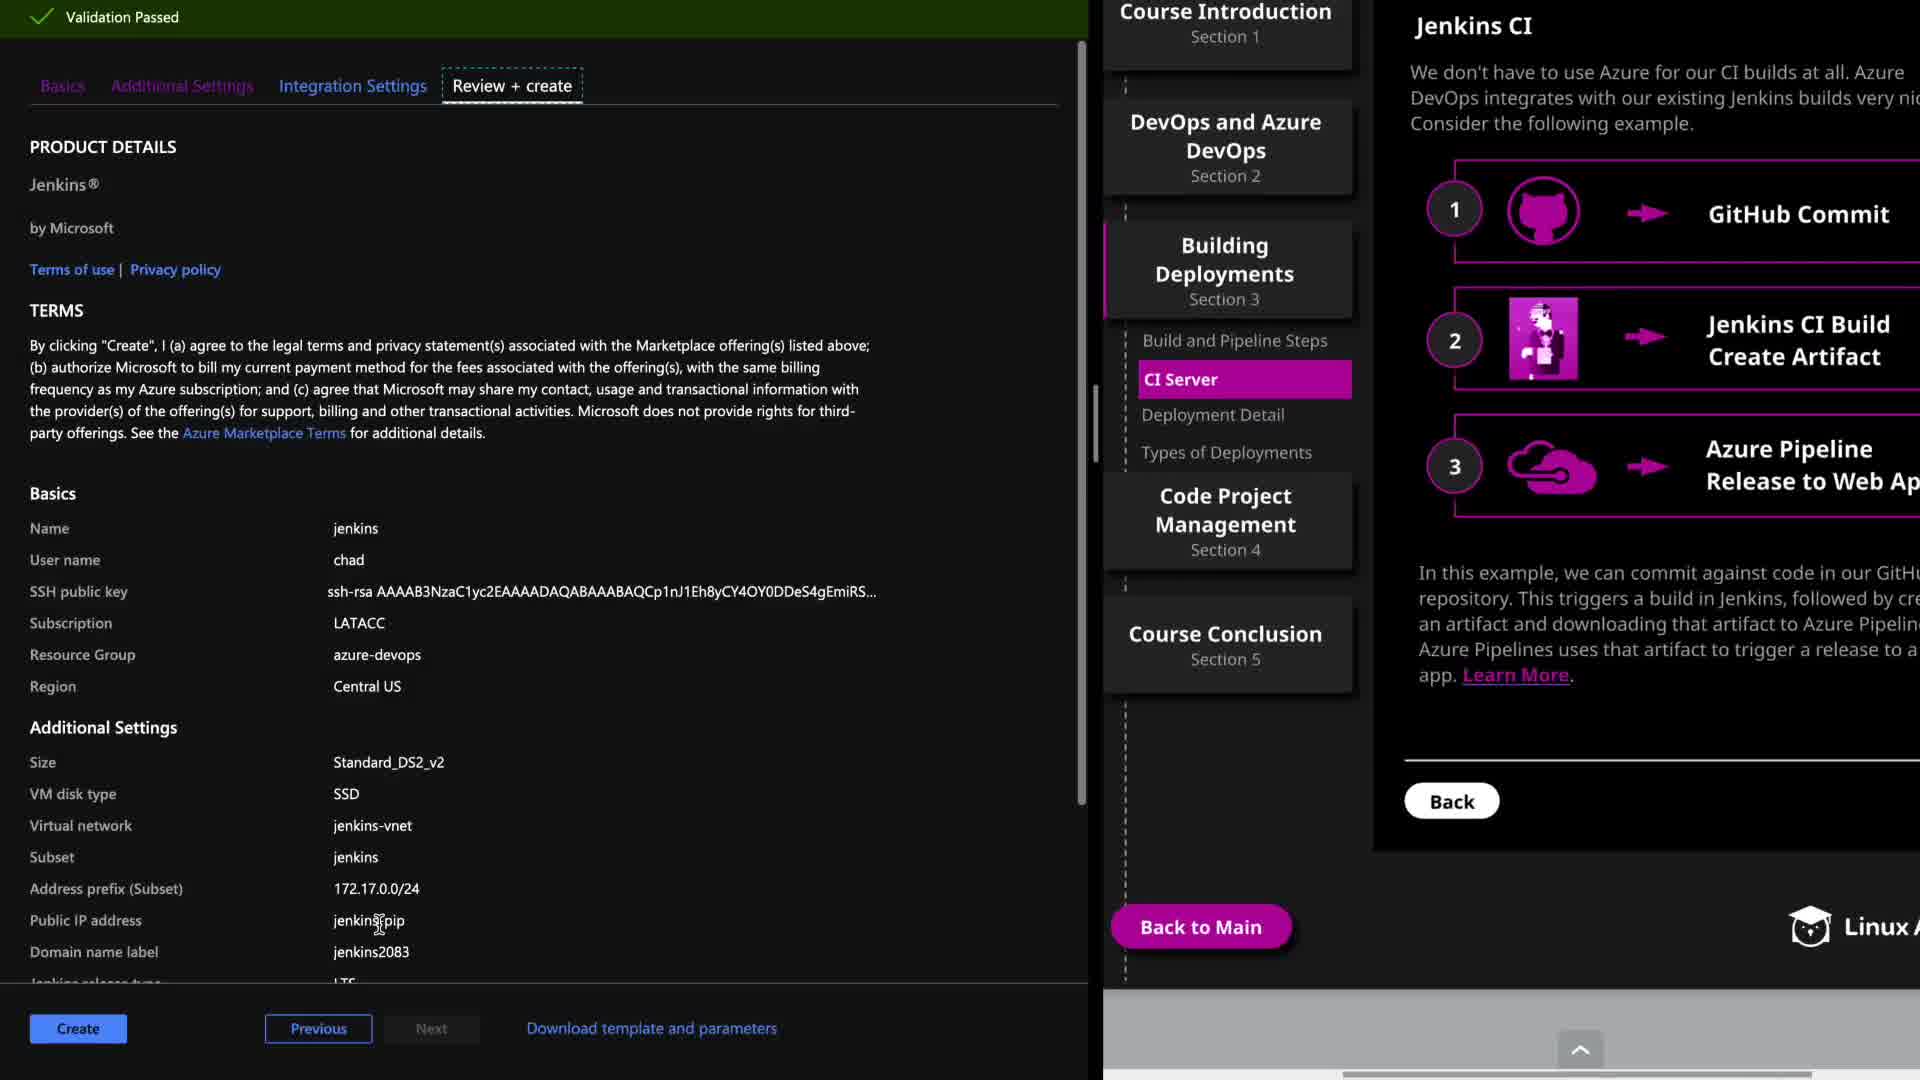 Validation Passed
Basics
Additional Settings
Integration Settings
Review + create
PRODUCT DETAILS
Jenkins®
by Microsoft
Terms of use | Privacy policy
TERMS
By clicking "Create", I (a) agree to the legal terms and privacy statement(s) associated with the Marketplace offering(s) listed above;
(b) authorize Microsoft to bill my current payment method for the fees associated with the offering(s), with the same billing
frequency as my Azure subscription; and (c) agree that Microsoft may share my contact, usage and transactional information with
the provider(s) of the offering(s) for support, billing and other transactional activities. Microsoft does not provide rights for third-
party offerings. See the Azure Marketplace Terms for additional details.
Basics
Name jenkins
User name chad
SSH public key ssh-rsa AAAAB3NzaC1yc2EAAAADAQABAAABAQCp1nJ1Eh8yCY4OY0DDeS4gEmiRS...
Subscription LATACC
Resource Group azure-devops
Region Central US
Additional Settings
Size Standard_DS2_v2
VM disk type SSD
Virtual network jenkins-vnet
Subset jenkins
Address prefix (Subset) 172.17.0.0/24
Public IP address jenkins-pip
Domain name label jenkins2083
Jenkins release type LTS
Create
Previous
Next
Download template and parameters
Course Introduction
Section 1
DevOps and Azure
DevOps
Section 2
Building
Deployments
Section 3
Build and Pipeline Steps
CI Server
Deployment Detail
Types of Deployments
Code Project
Management
Section 4
Course Conclusion
Section 5
Back to Main
Jenkins CI
We don't have to use Azure for our CI builds at all. Azure
DevOps integrates with our existing Jenkins builds very
Consider the following example.
1 GitHub Commit
2 Jenkins CI Build
Create Artifact
3 Azure Pipeline
Release to Web
In this example, we can commit against code in our
repository. This triggers a build in Jenkins, followed by
an artifact and downloading that artifact to Azure
Azure Pipelines uses that artifact to trigger a release to a
app. Learn More.
Back
Linux